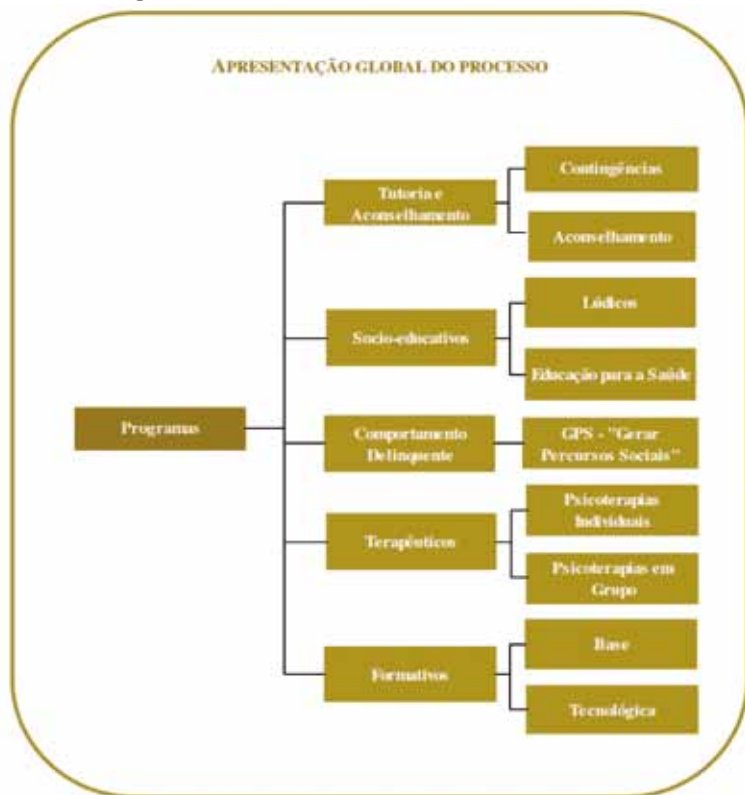 APRESENTAÇÃO GLOBAL DO PROCESSO
Programas
Tutoria e
Aconselhamento
Contingências
Aconselhamento
Socio-educativos
Lúdicos
Educação para a Saúde
Comportamento
Delinquente
GPS - "Gerar
Percursos Sociais"
Terapêuticos
Psicoterapias
Individuais
Psicoterapias em
Grupo
Formativos
Base
Tecnológica